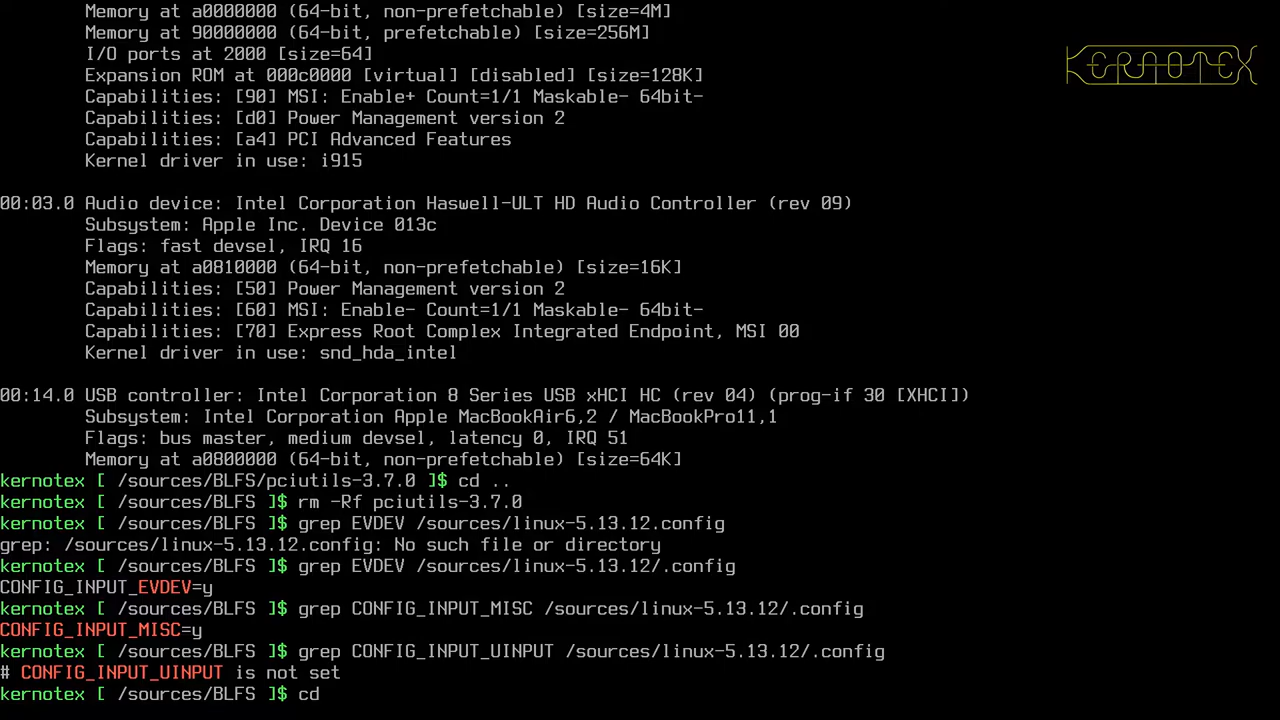 Memory at a0000000 (64-bit, non-prefetchable) [size=4M]
        Memory at 90000000 (64-bit, prefetchable) [size=256M]
        I/O ports at 2000 [size=64]
        Expansion ROM at 000c0000 [virtual] [disabled] [size=128K]
        Capabilities: [90] MSI: Enable+ Count=1/1 Maskable- 64bit-
        Capabilities: [d0] Power Management version 2
        Capabilities: [a4] PCI Advanced Features
        Kernel driver in use: i915
KERNOTEX
00:03.0 Audio device: Intel Corporation Haswell-ULT HD Audio Controller (rev 09)
        Subsystem: Apple Inc. Device 013c
        Flags: fast devsel, IRQ 16
        Memory at a0810000 (64-bit, non-prefetchable) [size=16K]
        Capabilities: [50] Power Management version 2
        Capabilities: [60] MSI: Enable- Count=1/1 Maskable- 64bit-
        Capabilities: [70] Express Root Complex Integrated Endpoint, MSI 00
        Kernel driver in use: snd_hda_intel
00:14.0 USB controller: Intel Corporation 8 Series USB xHCI HC (rev 04) (prog-if 30 [XHCI])
        Subsystem: Intel Corporation Apple MacBookAir6,2 / MacBookPro11,1
        Flags: bus master, medium devsel, latency 0, IRQ 51
        Memory at a0800000 (64-bit, non-prefetchable) [size=64K]
kernotex [ /sources/BLFS/pciutils-3.7.0 ]$ cd ..
kernotex [ /sources/BLFS ]$ rm -Rf pciutils-3.7.0
kernotex [ /sources/BLFS ]$ grep EVDEV /sources/linux-5.13.12.config
grep: /sources/linux-5.13.12.config: No such file or directory
kernotex [ /sources/BLFS ]$ grep EVDEV /sources/linux-5.13.12/.config
CONFIG_INPUT_EVDEV=y
kernotex [ /sources/BLFS ]$ grep CONFIG_INPUT_MISC /sources/linux-5.13.12/.config
CONFIG_INPUT_MISC=y
kernotex [ /sources/BLFS ]$ grep CONFIG_INPUT_UINPUT /sources/linux-5.13.12/.config
# CONFIG_INPUT_UINPUT is not set
kernotex [ /sources/BLFS ]$ cd